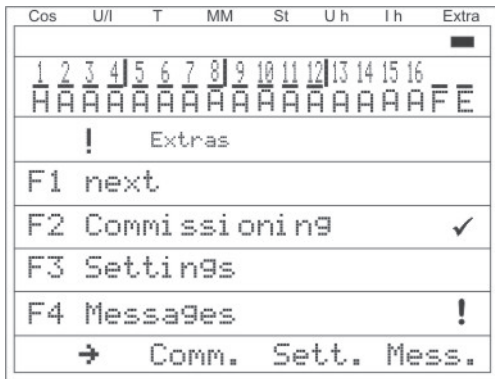 Cos U/I T MM St U h I h Extra
1 2 3 4 5 6 7 8 9 10 11 12 13 14 15 16
A A A A A A A A A A A A A A A A F E
! Extras
F1 next
F2 Commissioning ✓
F3 Settings
F4 Messages !
→ Comm. Sett. Mess.